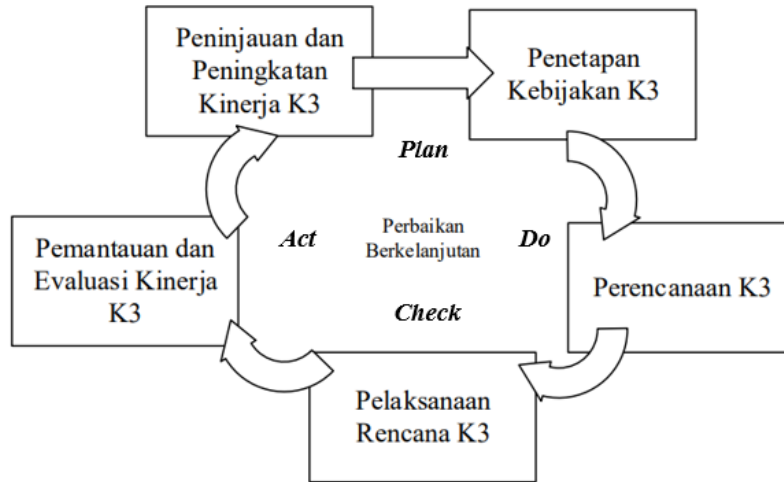 Peninjauan dan
Peningkatan
Kinerja K3
Penetapan
Kebijakan K3
Plan
Pemantauan dan
Evaluasi Kinerja
K3
Act
Perbaikan
Berkelanjutan
Do
Perencanaan K3
Check
Pelaksanaan
Rencana K3